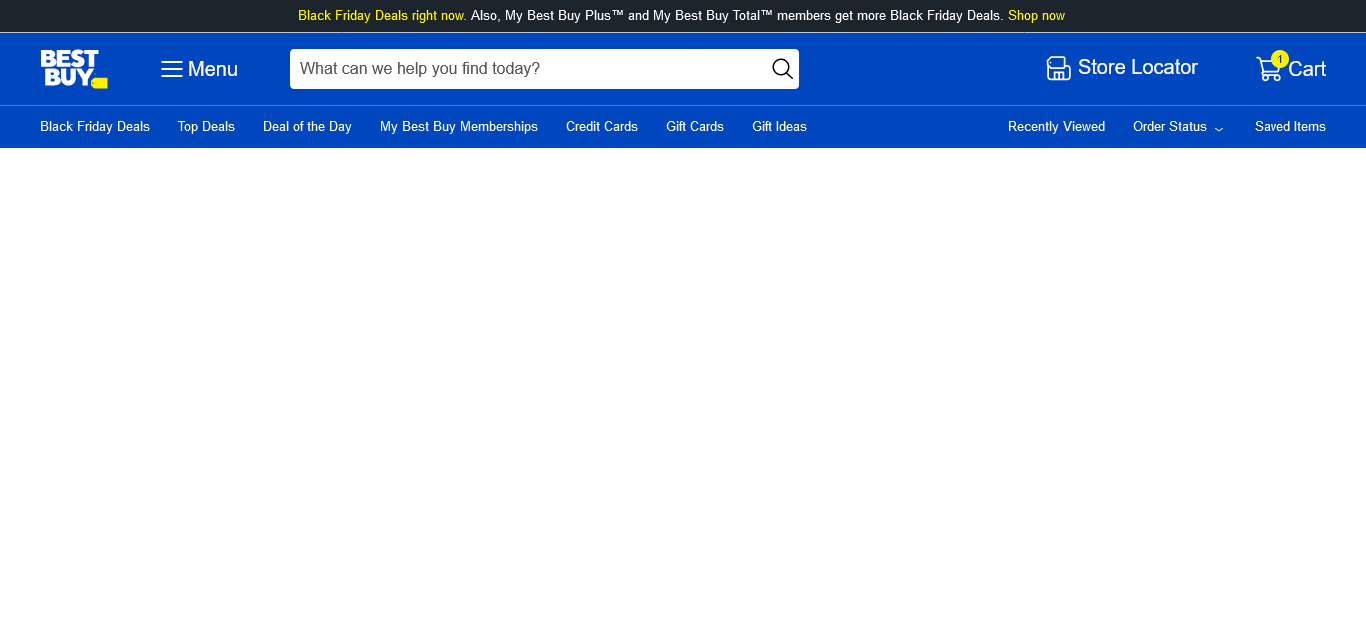 Black Friday Deals right now. Also, My Best Buy Plus™ and My Best Buy Total™ members get more Black Friday Deals. Shop now
BEST
BUY
Menu
What can we help you find today?
Store Locator
1
Cart
Black Friday Deals
Top Deals
Deal of the Day
My Best Buy Memberships
Credit Cards
Gift Cards
Gift Ideas
Recently Viewed
Order Status
Saved Items